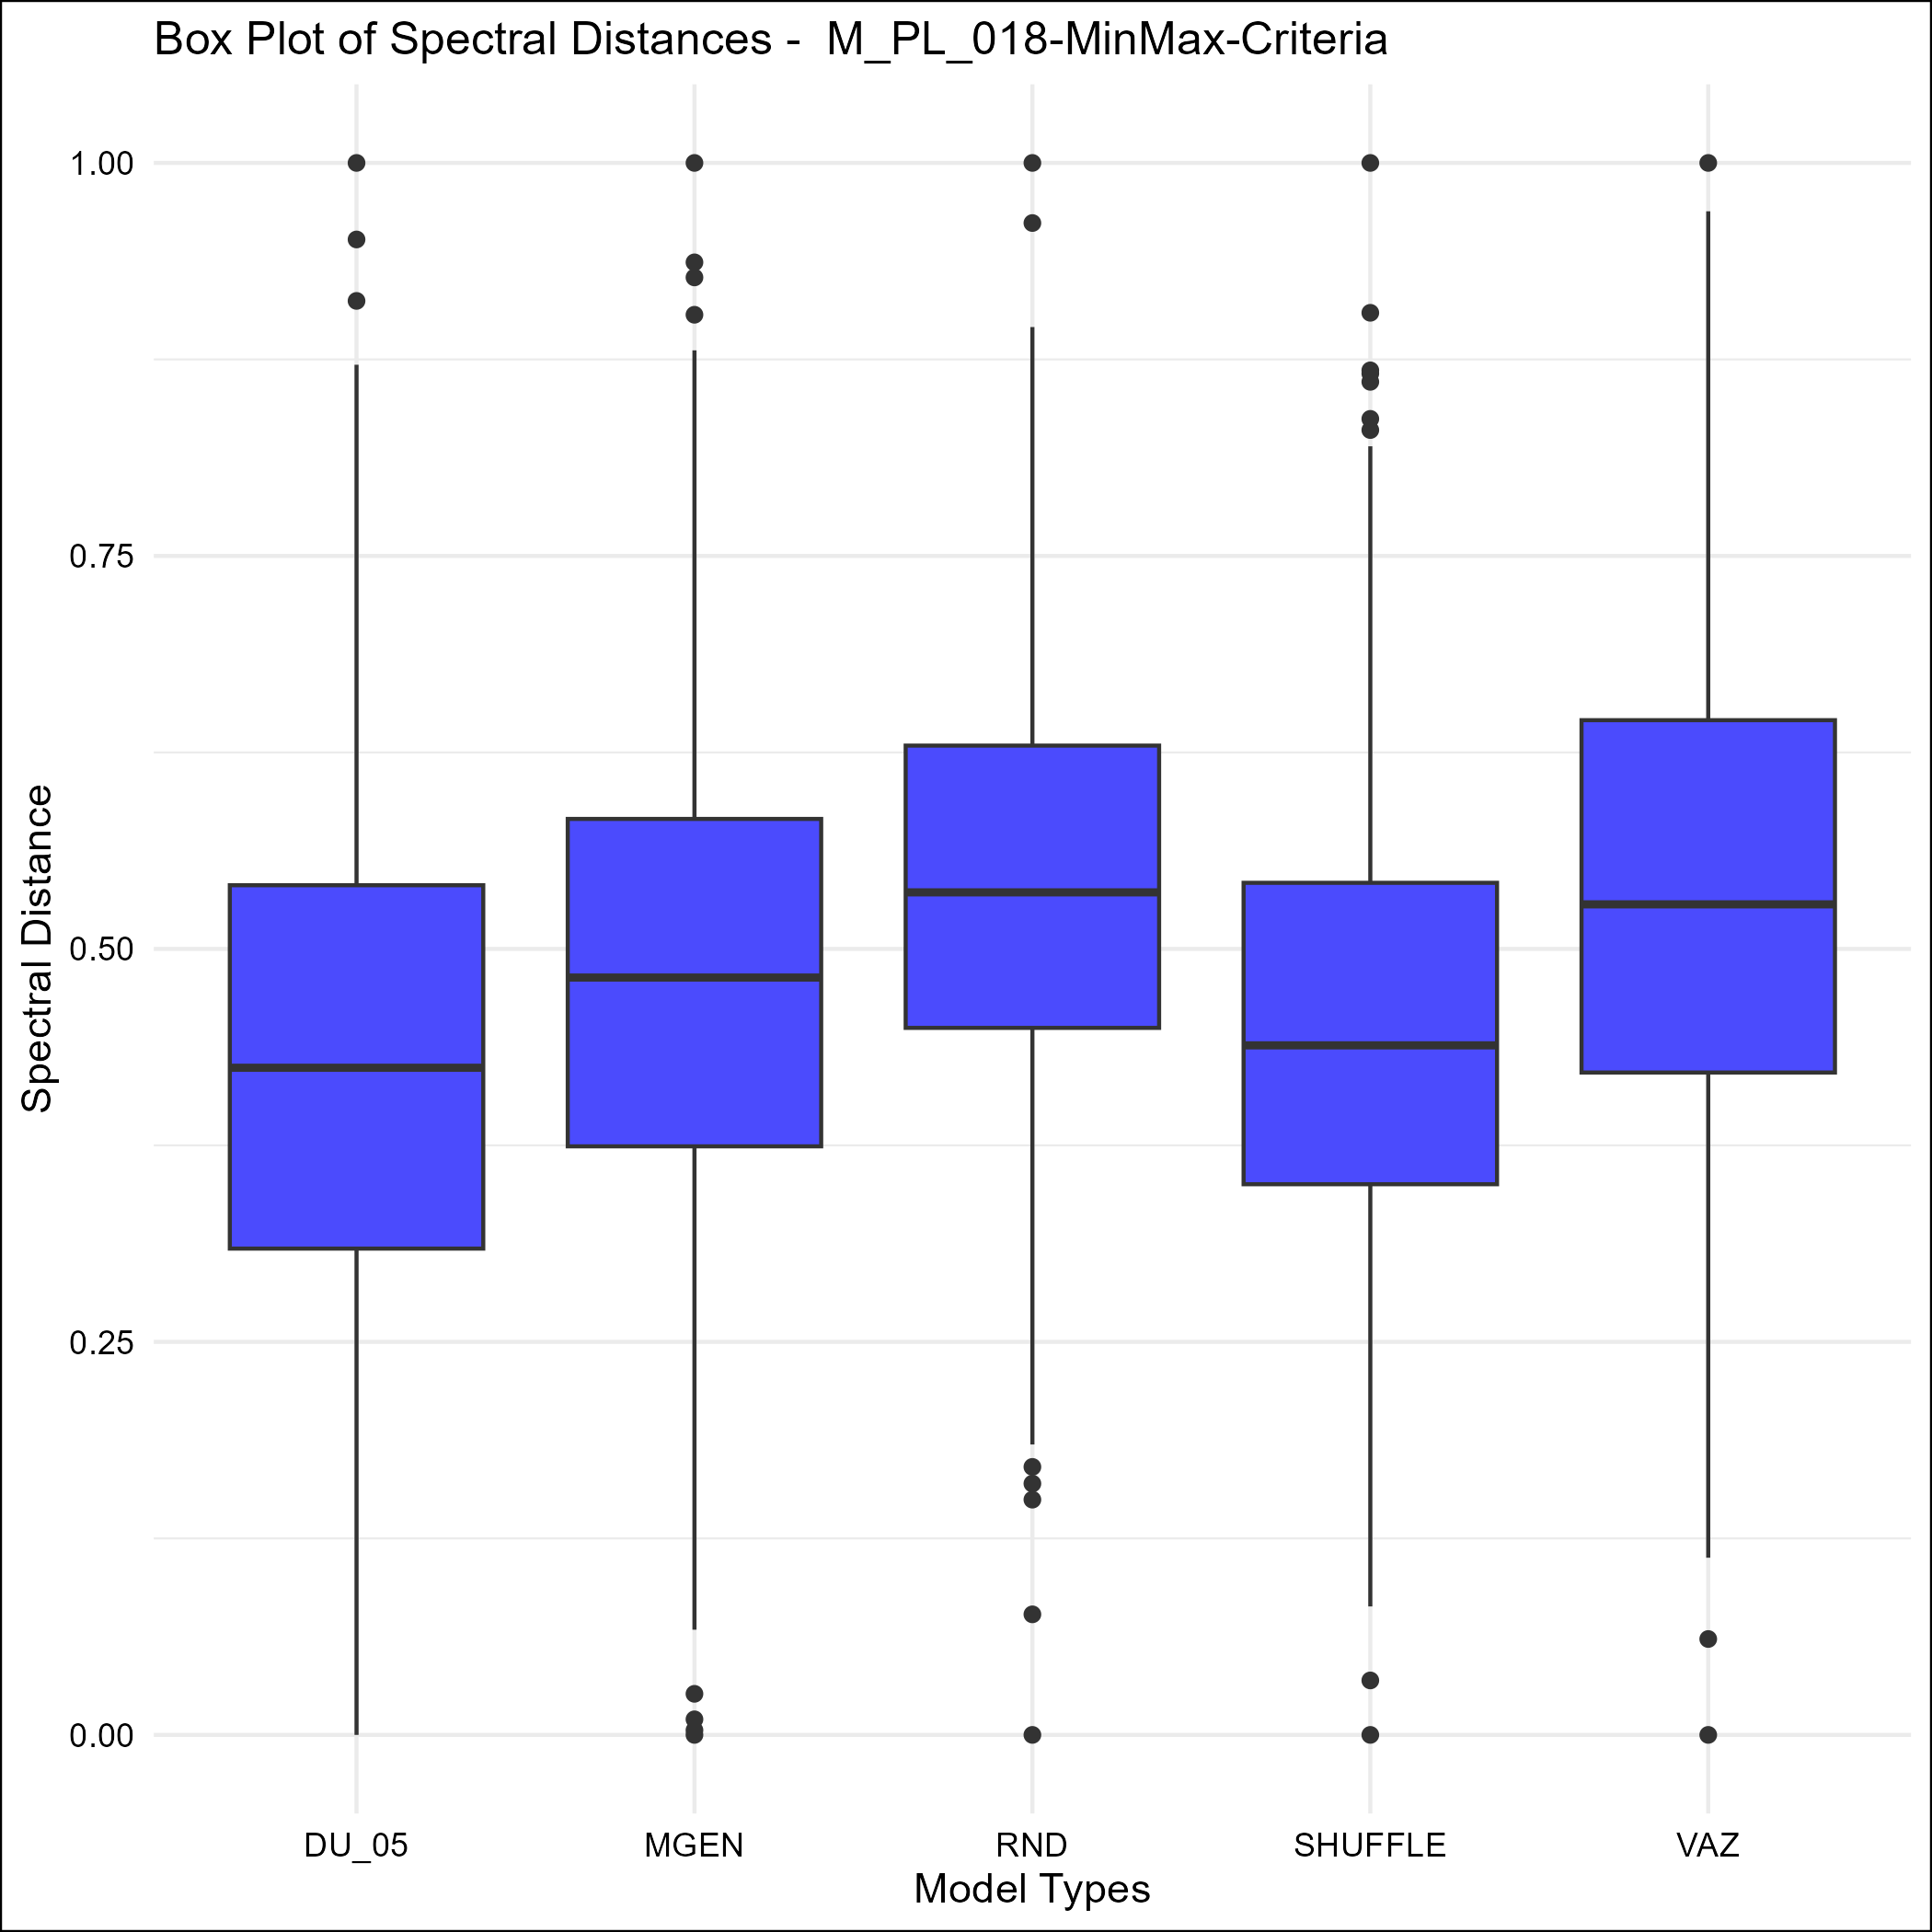 Box Plot of Spectral Distances -  M_PL_018-MinMax-Criteria
1.00
0.75
0.50
0.25
0.00
Spectral Distance
DU_05
MGEN
RND
SHUFFLE
VAZ
Model Types